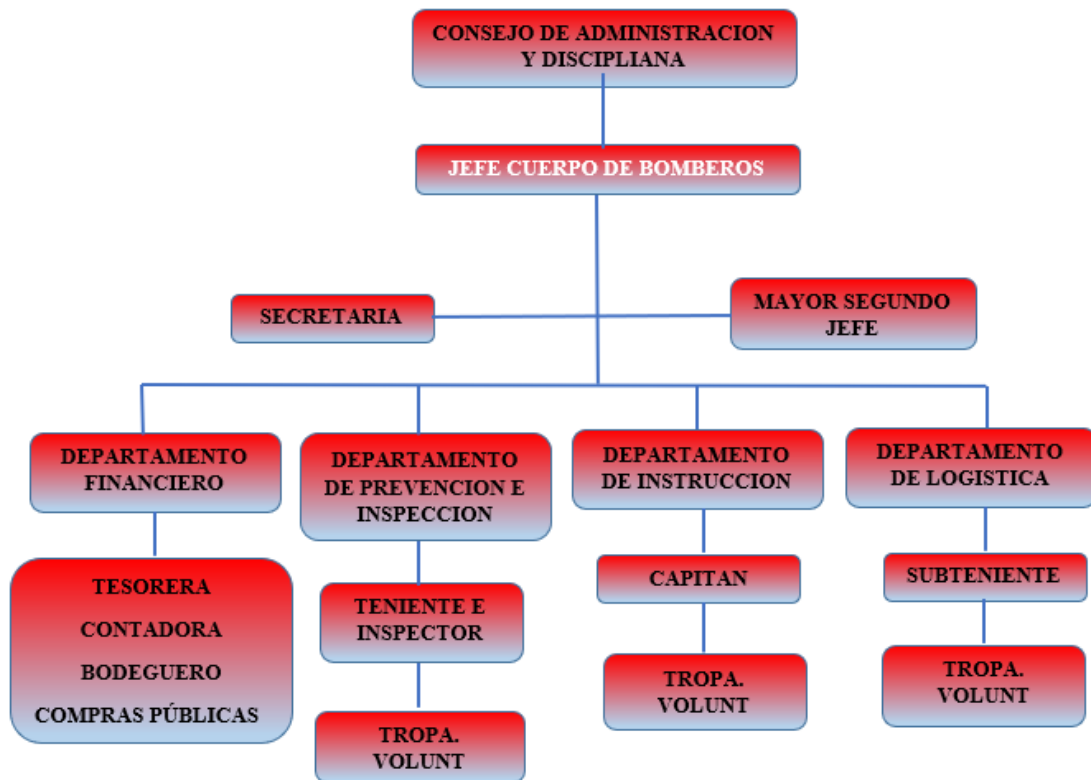 CONSEJO DE ADMINISTRACION
Y DISCIPLIANA
JEFE CUERPO DE BOMBEROS
SECRETARIA
MAYOR SEGUNDO
JEFE
DEPARTAMENTO
FINANCIERO
DEPARTAMENTO
DE PREVENCION E
INSPECCION
DEPARTAMENTO
DE INSTRUCCION
DEPARTAMENTO
DE LOGISTICA
TESORERA
CONTADORA
BODEGUERO
COMPRAS PÚBLICAS
TENIENTE E
INSPECTOR
CAPITAN
SUBTENIENTE
TROPA.
VOLUNT
TROPA.
VOLUNT
TROPA.
VOLUNT